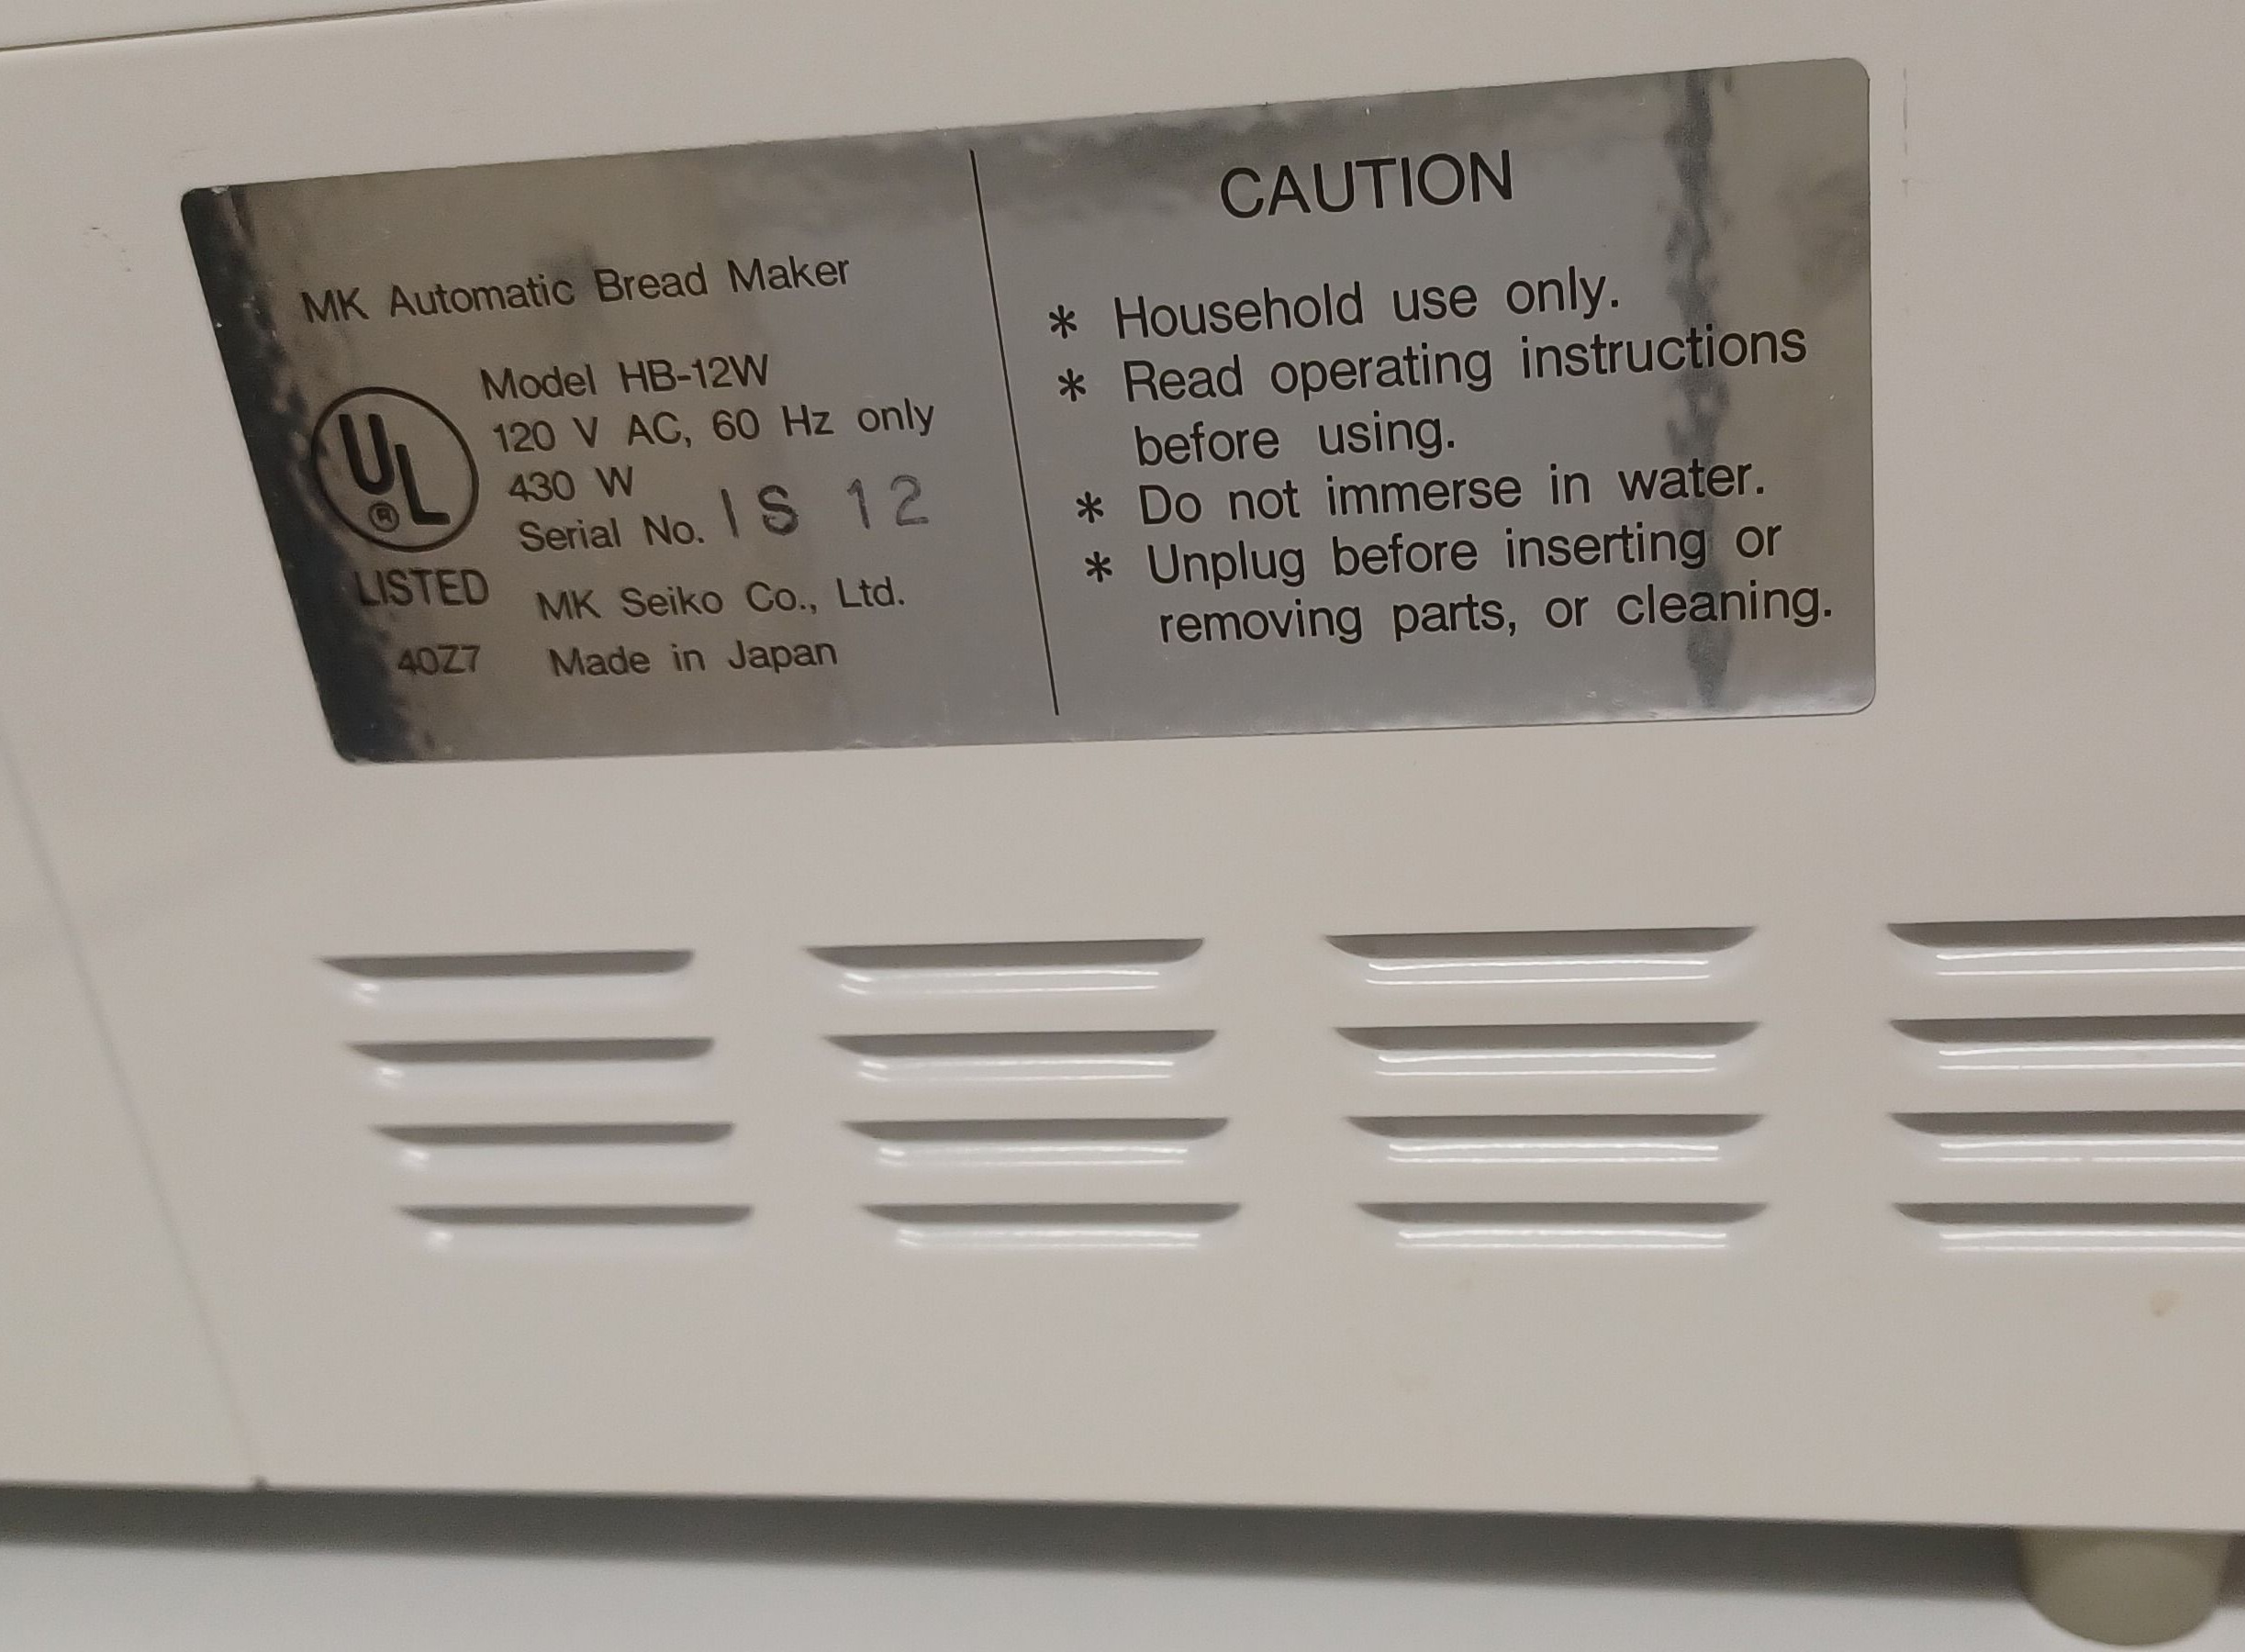 MK Automatic Bread Maker
Model HB-12W
120 V AC, 60 Hz only
430 W
Serial No. IS 12
UL
®
LISTED
40Z7
MK Seiko Co., Ltd.
Made in Japan
CAUTION
* Household use only.
* Read operating instructions
before using.
* Do not immerse in water.
* Unplug before inserting or
removing parts, or cleaning.